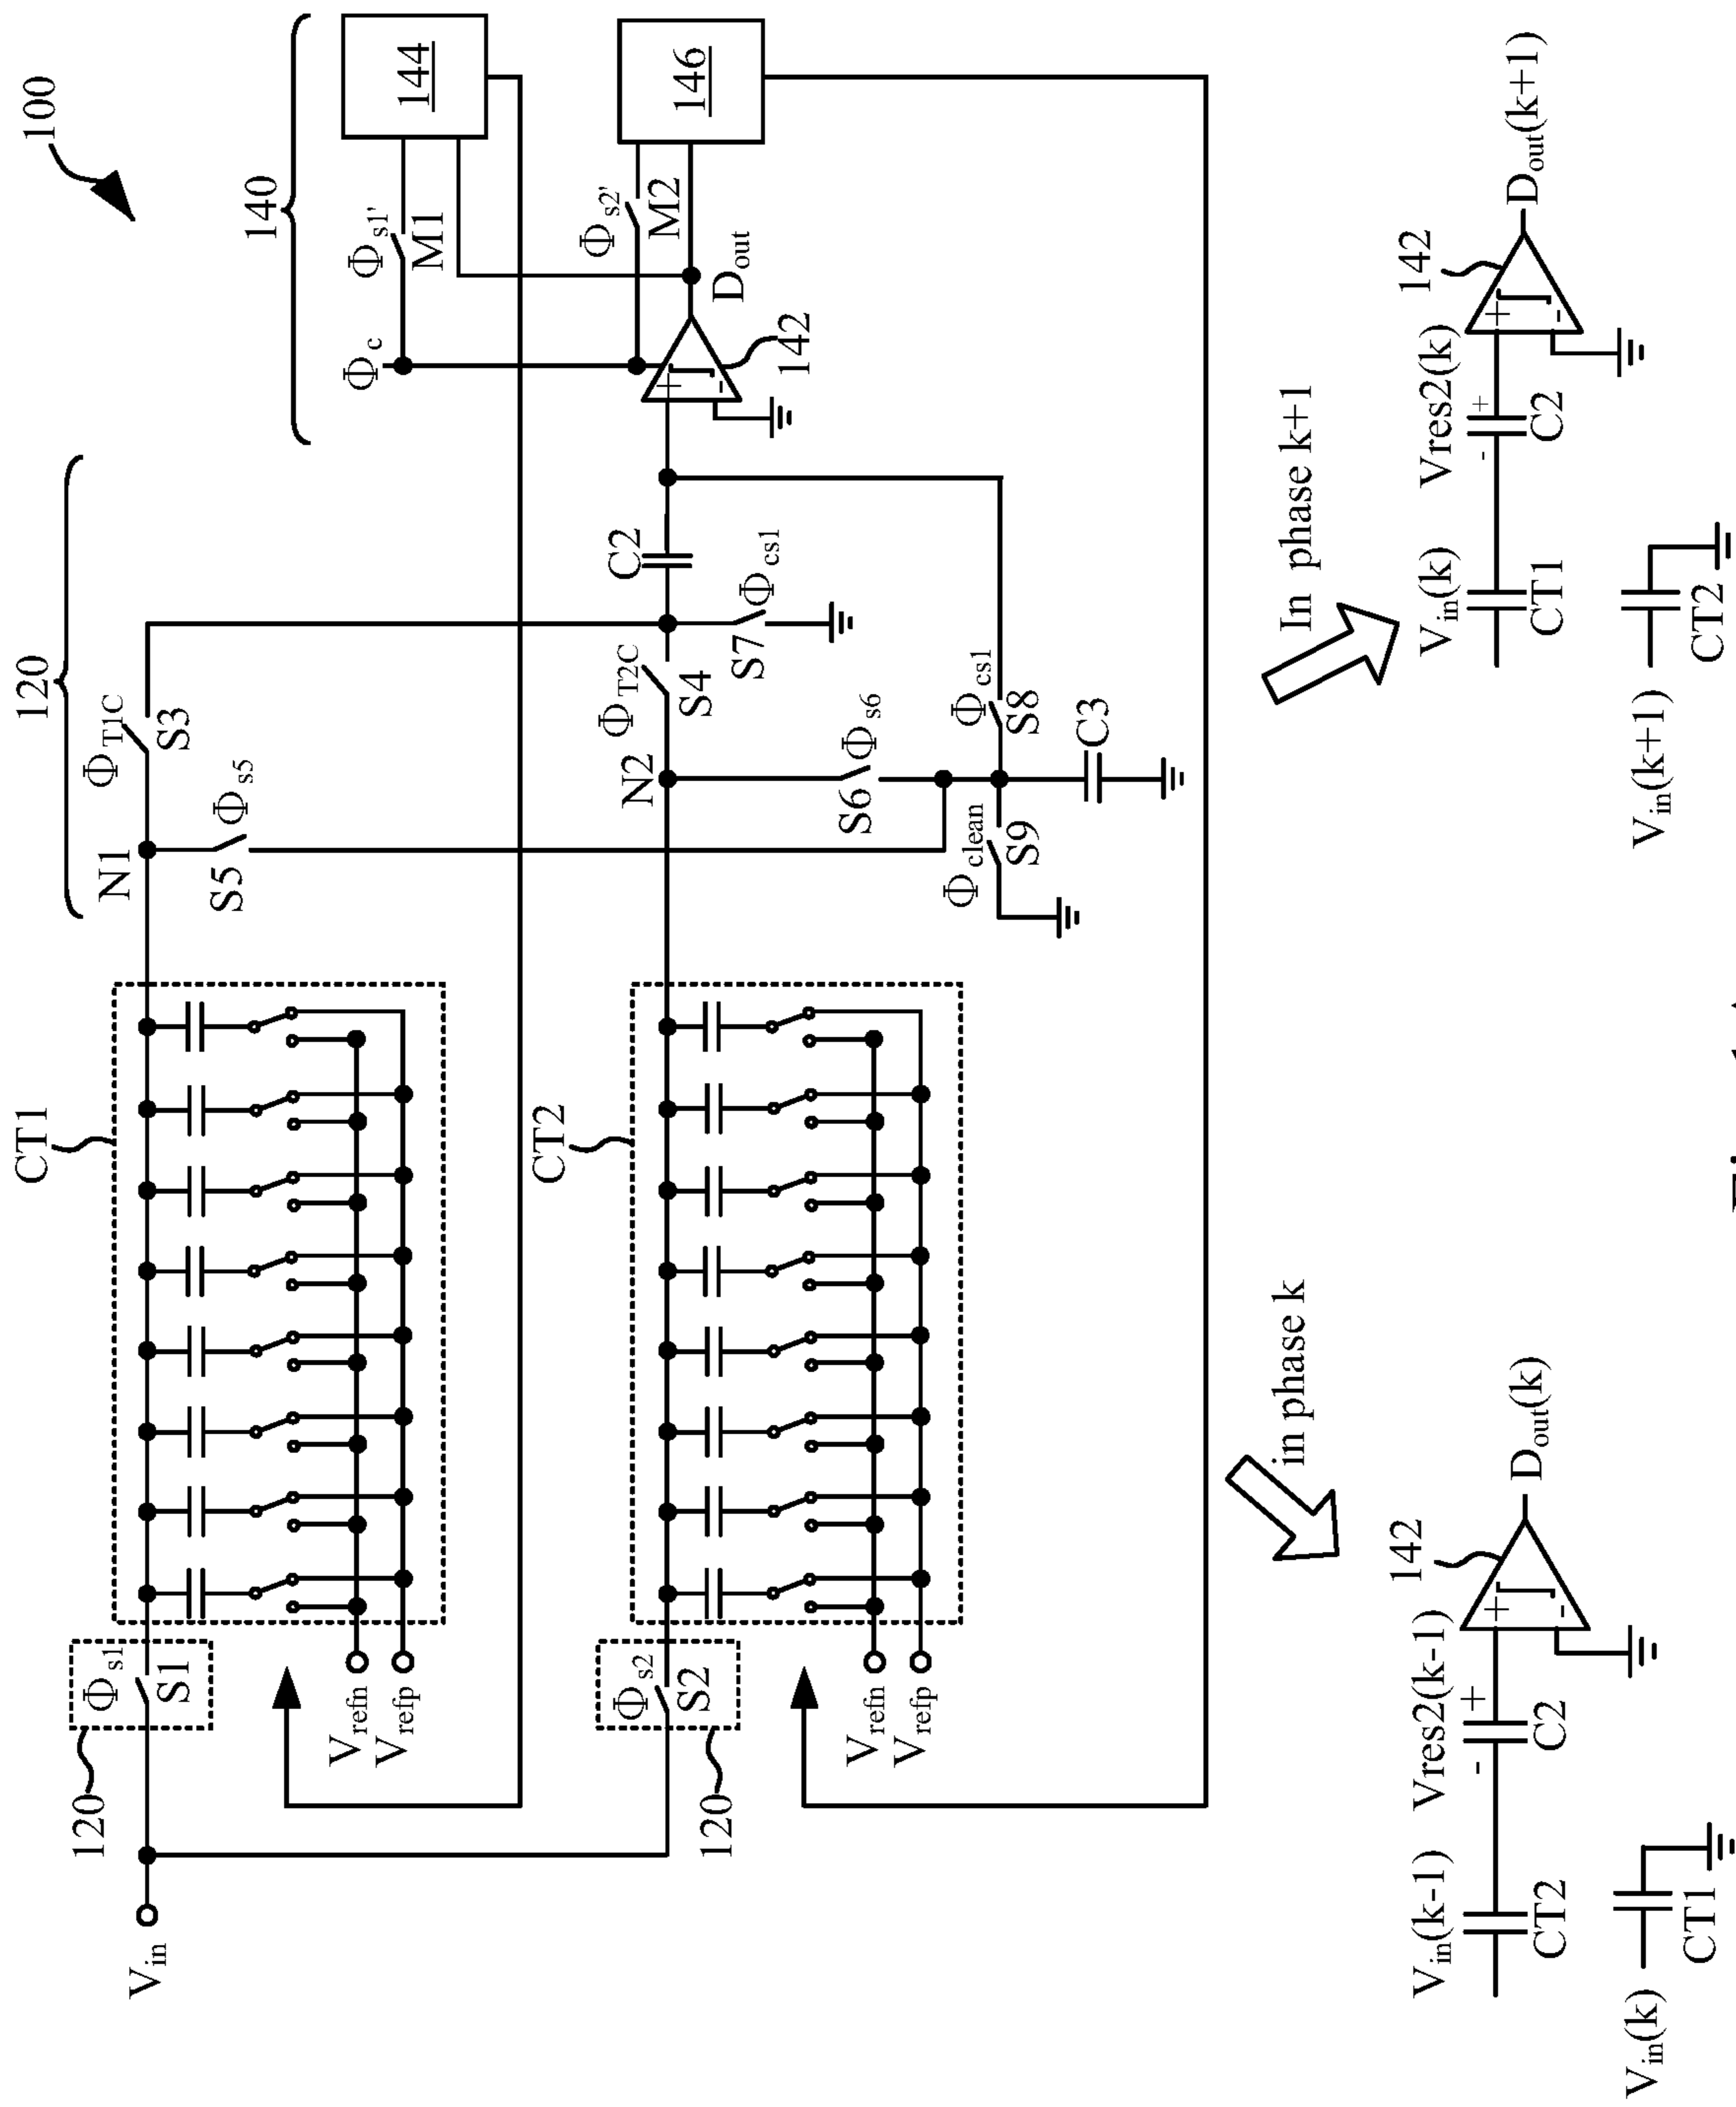 100
120
140
Φc
Φs1'
M1
144
Φs2'
M2
146
Dout
142
+
-
N1
ΦT1C
S3
Φs5
S5
C2
ΦT2C
S4
N2
Φcs1
S7
Φs6
S6
Φcs1
S8
Φclean
S9
C3
CT1
CT2
120
Φs1
S1
Vin
Vrefn
Vrefp
120
Φs2
S2
Vrefn
Vrefp
in phase k
Vin(k-1)
CT2
Vres2(k-1)
-
+
C2
142
+
-
Dout(k)
Vin(k)
CT1
In phase k+1
Vin(k)
CT1
Vres2(k)
-
+
C2
142
+
-
Dout(k+1)
Vin(k+1)
CT2